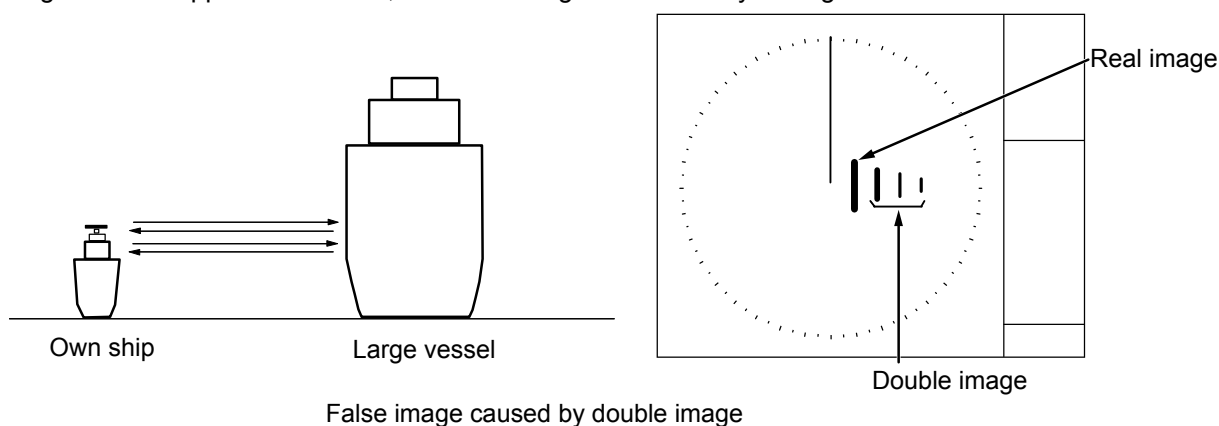 Real image
Own ship
Large vessel
Double image
False image caused by double image